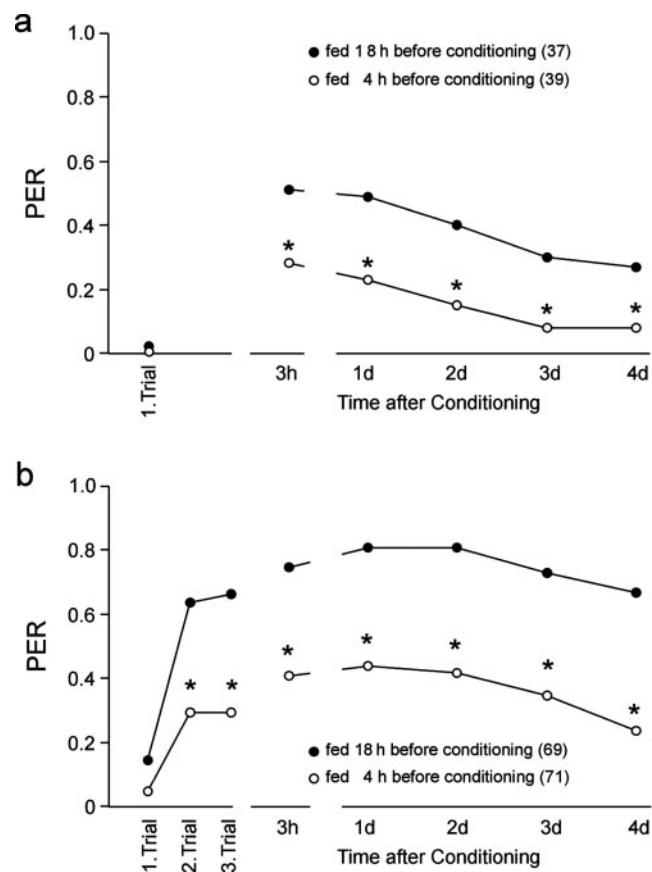 a
● fed 18 h before conditioning (37)
○ fed 4 h before conditioning (39)
PER
1.0
0.8
0.6
0.4
0.2
0
*
*
*
*
*
1.Trial
3h
1d
2d
3d
4d
Time after Conditioning
b
PER
1.0
0.8
0.6
0.4
0.2
0
*
*
*
*
*
*
*
● fed 18 h before conditioning (69)
○ fed 4 h before conditioning (71)
1.Trial
2.Trial
3.Trial
3h
1d
2d
3d
4d
Time after Conditioning